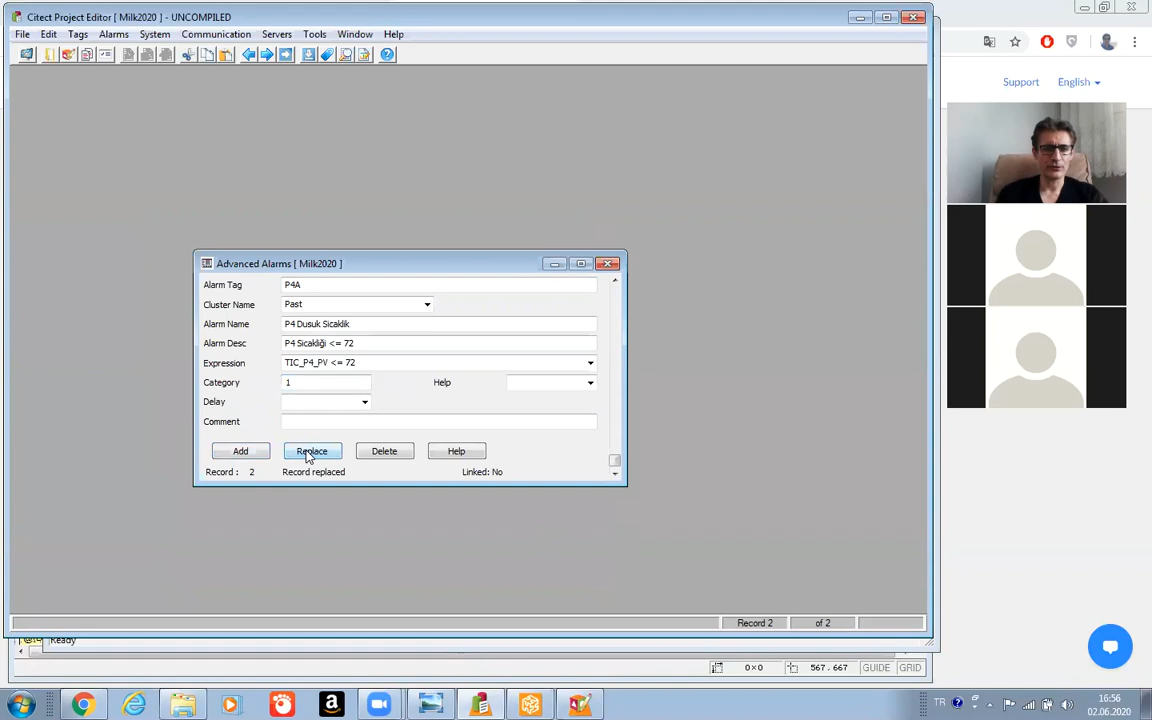 Citect Project Editor [ Milk2020 ] - UNCOMPILED
File Edit Tags Alarms System Communication Servers Tools Window Help
Support English
Advanced Alarms [ Milk2020 ]
Alarm Tag P4A
Cluster Name Past
Alarm Name P4 Dusuk Sicaklik
Alarm Desc P4 Sicakliği <= 72
Expression TIC_P4_PV <= 72
Category 1 Help
Delay
Comment
Add Replace Delete Help
Record : 2 Record replaced Linked: No
Record 2 of 2
Ready
0×0 567 , 667 GUIDE GRID
TR 16:56
02.06.2020